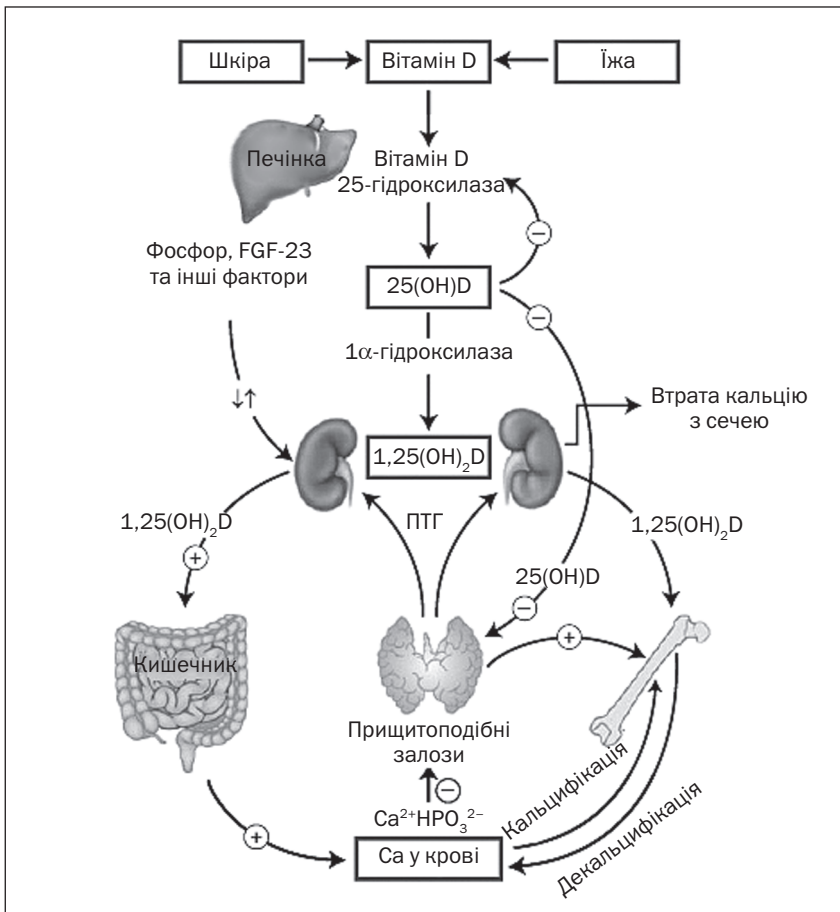 Шкіра
Вітамін D
Їжа
Печінка
Вітамін D
25-гідроксилаза
−
Фосфор, FGF-23
та інші фактори
25(OH)D
−
1α-гідроксилаза
↓↑
Втрата кальцію
з сечею
1,25(OH)₂D
1,25(OH)₂D
ПТГ
1,25(OH)₂D
+
25(OH)D
−
+
Кишечник
Прищитоподібні
залози
−
Ca²⁺HPO₃²⁻
Кальцифікація
Декальцифікація
+
Са у крові